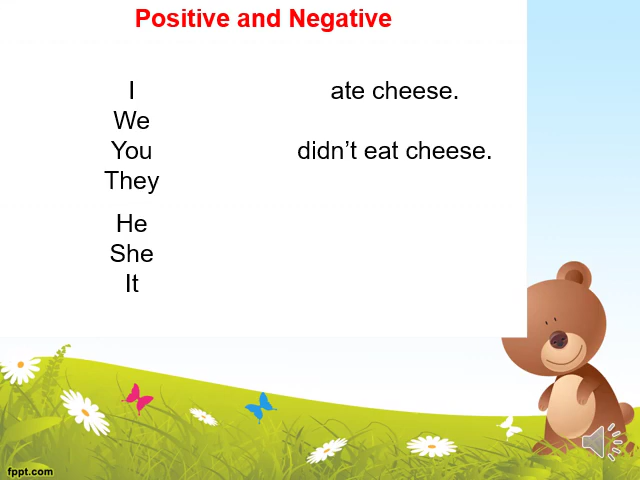 Positive and Negative
I ate cheese.
We
You didn’t eat cheese.
They
He
She
It
fppt.com